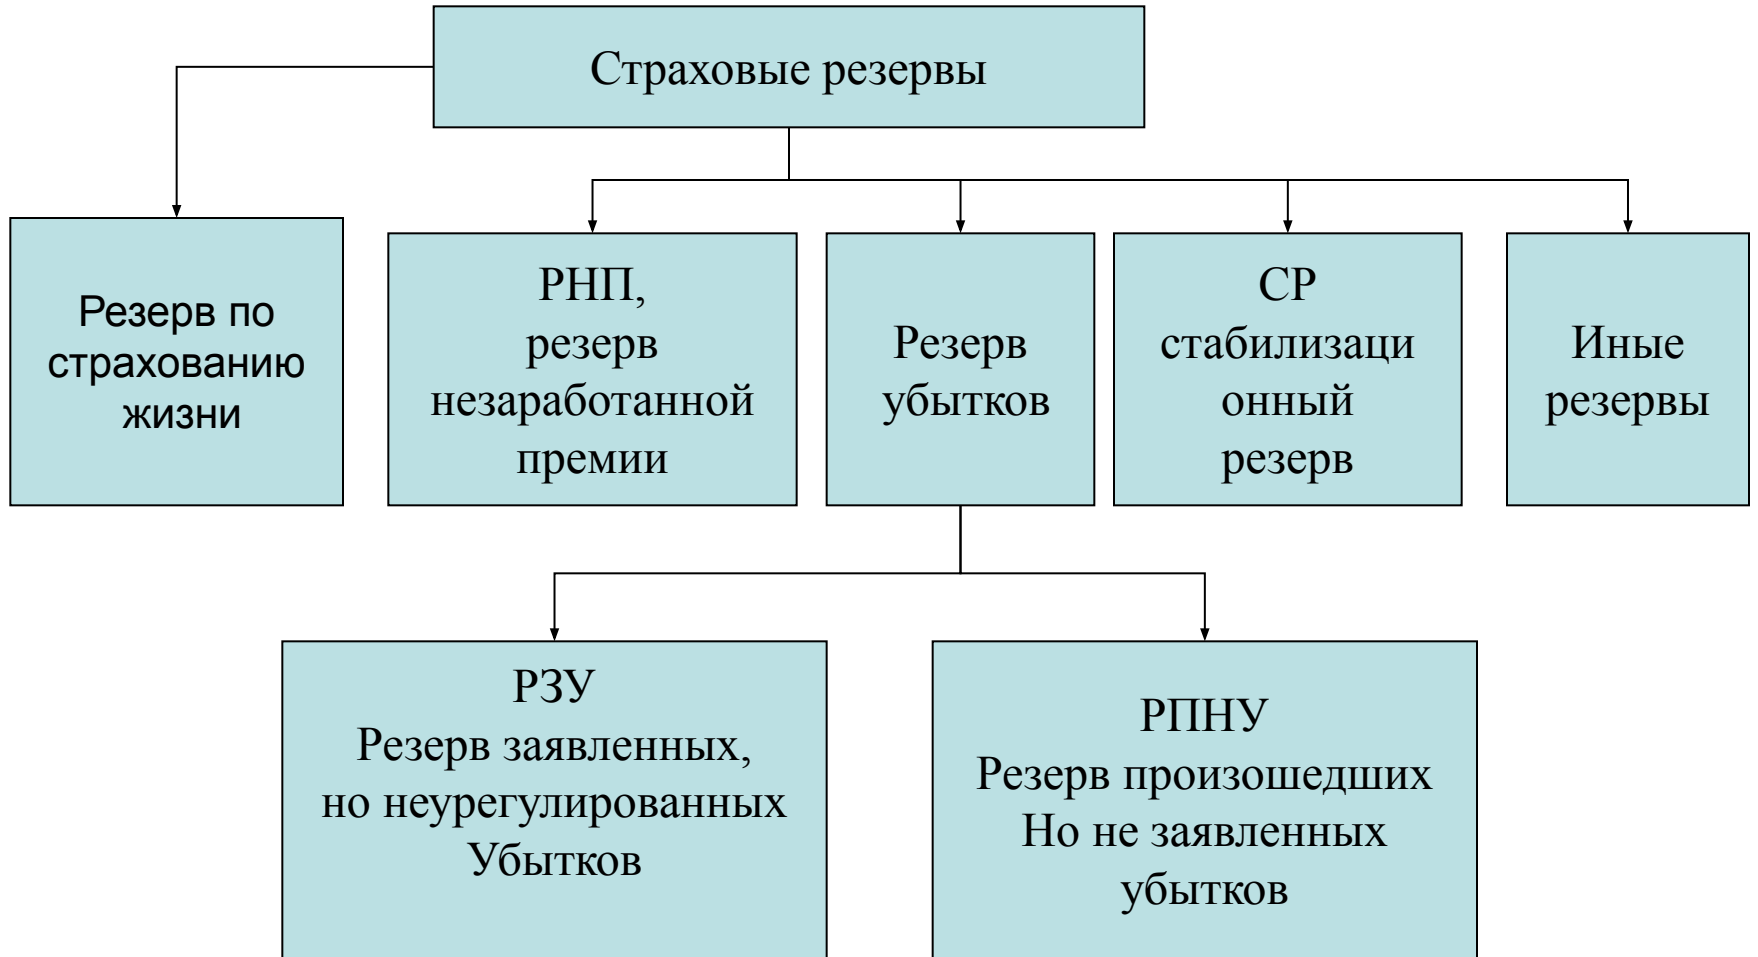 Страховые резервы
Резерв по
страхованию
жизни
РНП,
резерв
незаработанной
премии
Резерв
убытков
СР
стабилизаци
онный
резерв
Иные
резервы
РЗУ
Резерв заявленных,
но неурегулированных
Убытков
РПНУ
Резерв произошедших
Но не заявленных
убытков